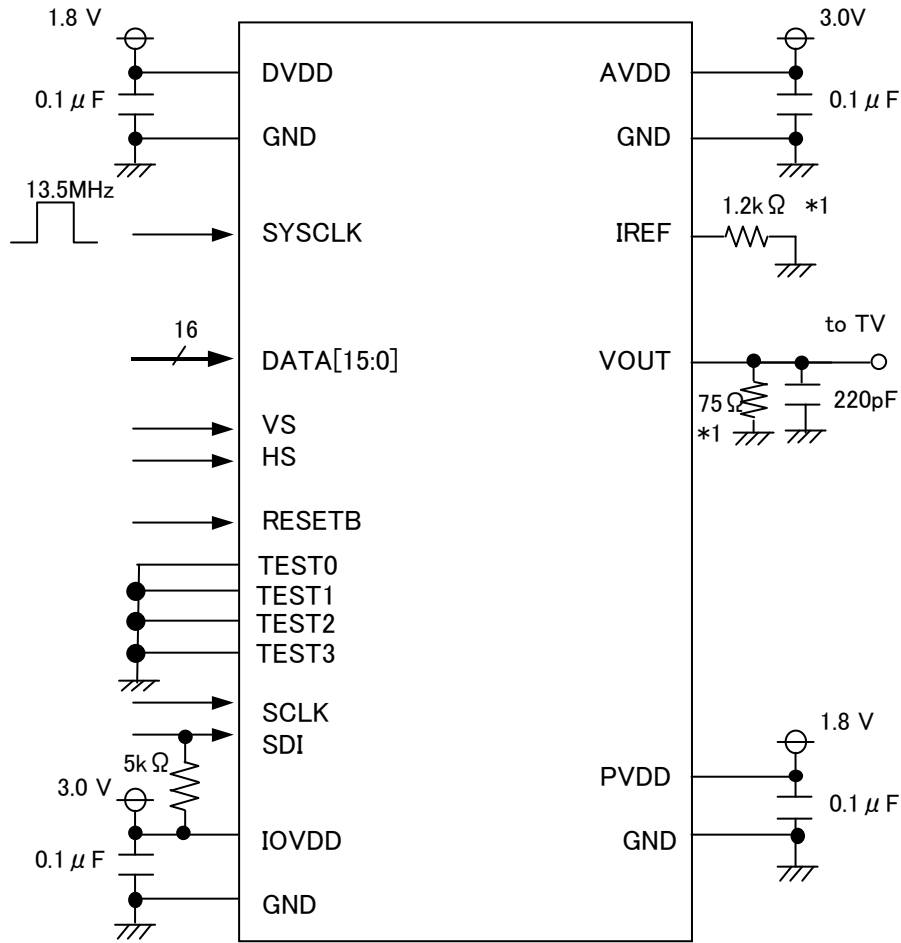 1.8 V
3.0V
DVDD
AVDD
0.1 μ F
0.1 μ F
GND
GND
13.5MHz
1.2k Ω *1
SYSCLK
IREF
to TV
16
DATA[15:0]
VOUT
75 Ω
220pF
*1
VS
HS
RESETB
TEST0
TEST1
TEST2
TEST3
SCLK
SDI
1.8 V
5k Ω
3.0 V
PVDD
0.1 μ F
IOVDD
GND
0.1 μ F
GND